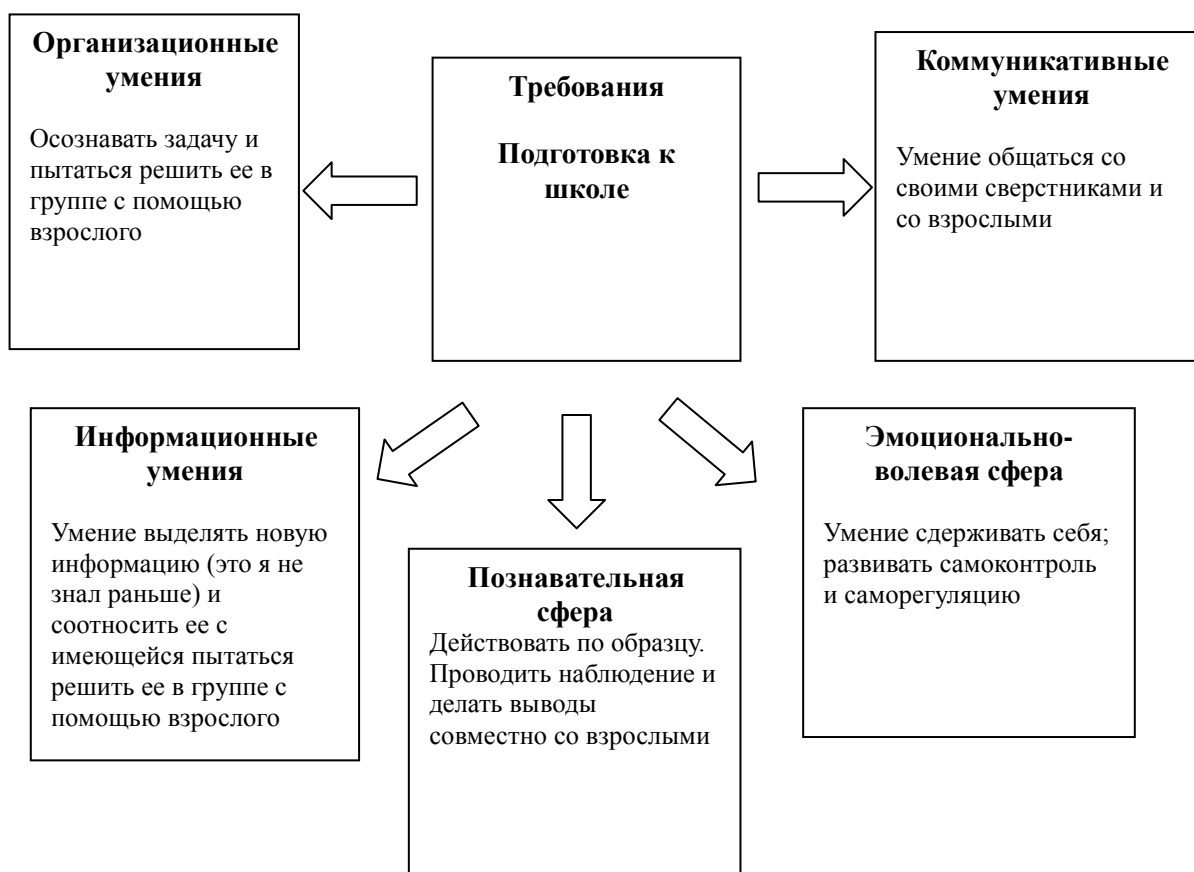 Организационные
умения
Осознавать задачу и
пытаться решить ее в
группе с помощью
взрослого
Требования
Подготовка к
школе
Коммуникативные
умения
Умение общаться со
своими сверстниками и
со взрослыми
Информационные
умения
Умение выделять новую
информацию (это я не
знал раньше) и
соотносить ее с
имеющейся пытаться
решить ее в группе с
помощью взрослого
Познавательная
сфера
Действовать по образцу.
Проводить наблюдение и
делать выводы
совместно со взрослыми
Эмоционально-
волевая сфера
Умение сдерживать себя;
развивать самоконтроль
и саморегуляцию